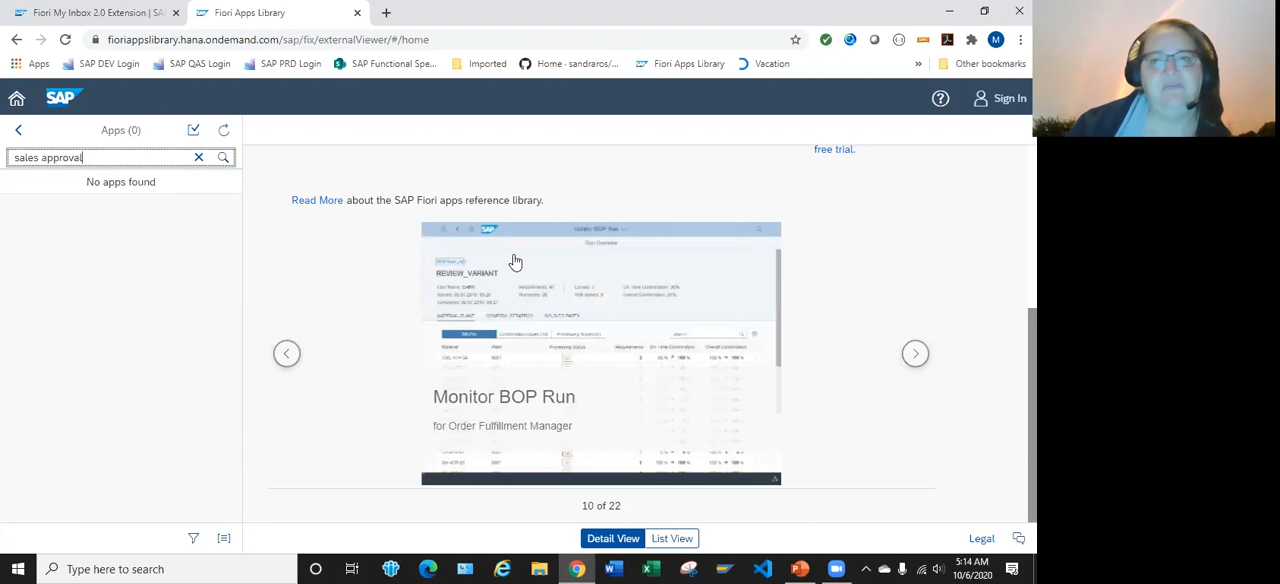 Fiori My Inbox 2.0 Extension | SA
Fiori Apps Library
fioriappslibrary.hana.ondemand.com/sap/fix/externalViewer/#/home
Apps
SAP DEV Login
SAP QAS Login
SAP PRD Login
SAP Functional Spe...
Imported
Home · sandraros/...
Fiori Apps Library
Vacation
»
Other bookmarks
SAP
Sign In
Apps (0)
sales approval
No apps found
free trial.
Read More about the SAP Fiori apps reference library.
SAP
Monitor BOP Run
REVIEW_VARIANT
Monitor BOP Run
for Order Fulfillment Manager
10 of 22
Detail View
List View
Legal
Type here to search
5:14 AM
10/6/2020